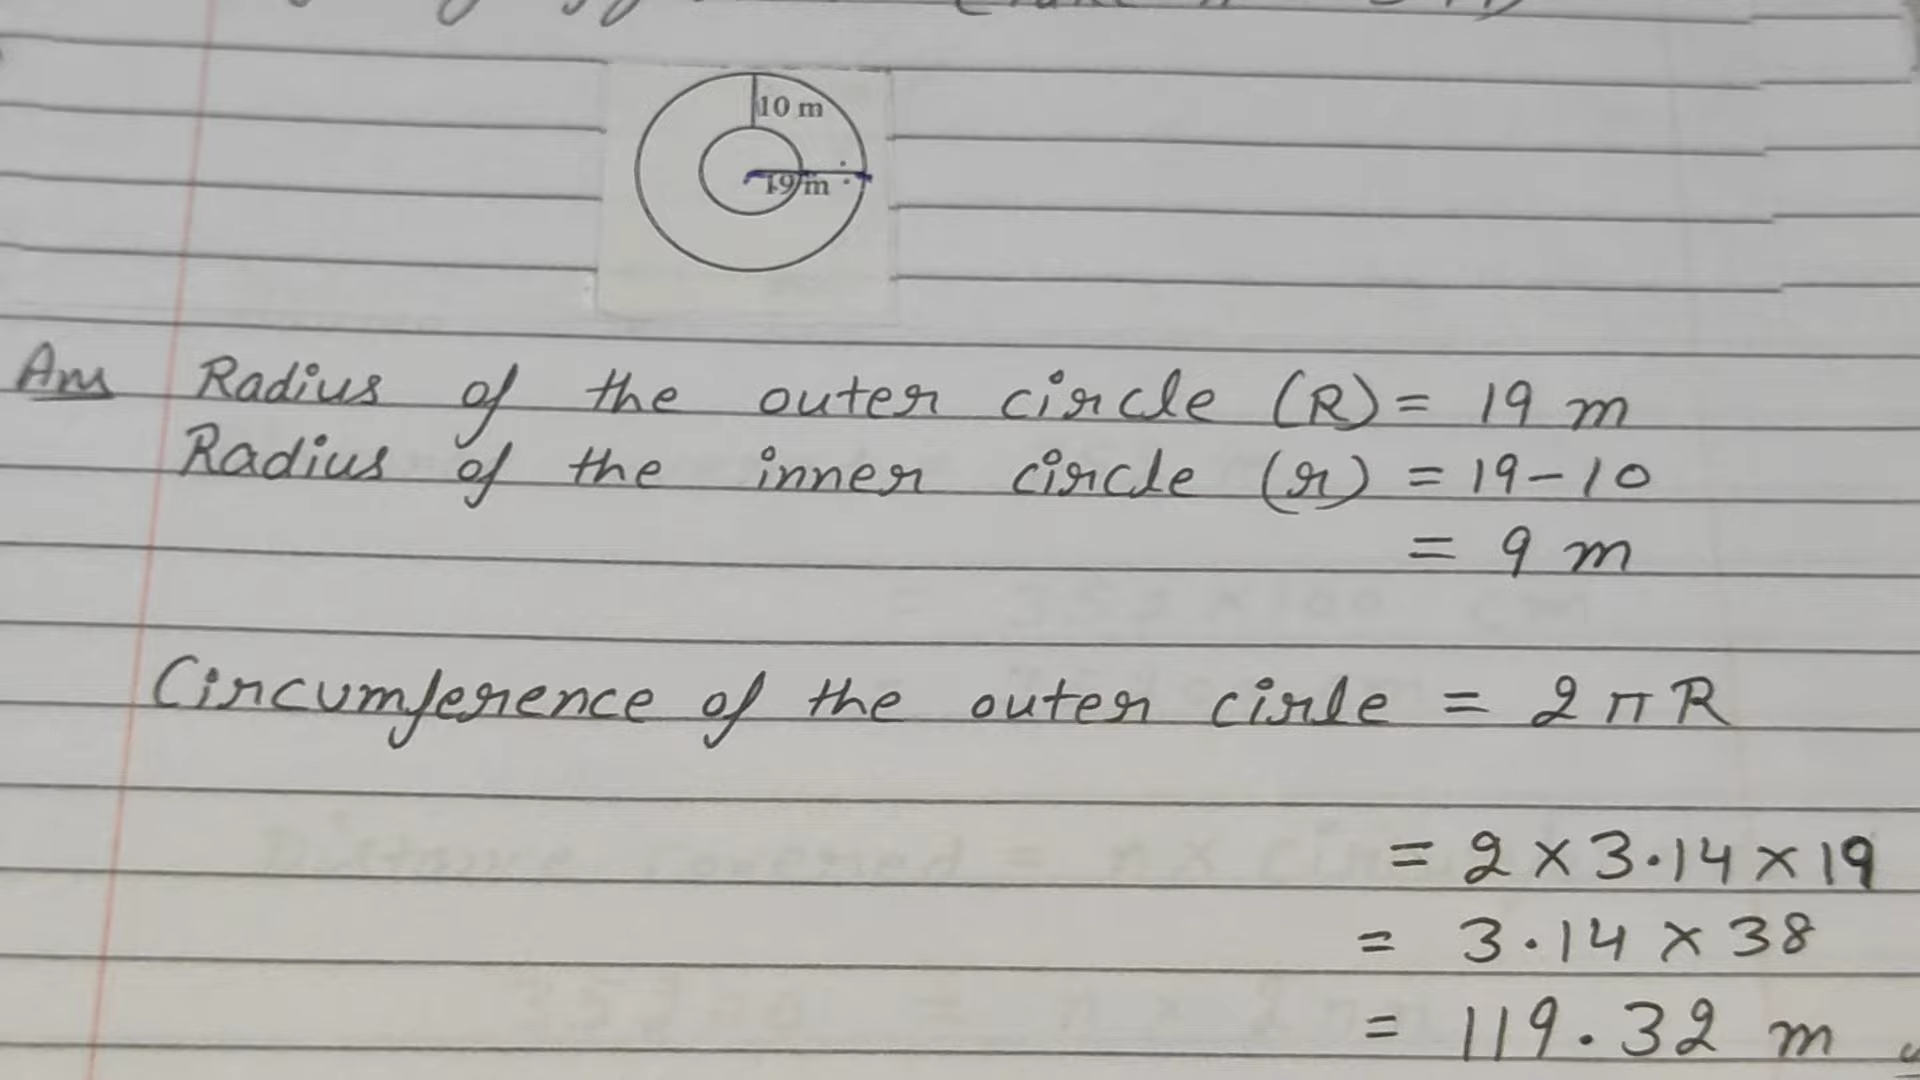 10 m
19 m
Ans Radius of the outer circle (R) = 19 m
Radius of the inner circle (r) = 19 - 10
= 9 m
Circumference of the outer cirle = 2 π R
= 2 × 3.14 × 19
= 3.14 × 38
= 119.32 m